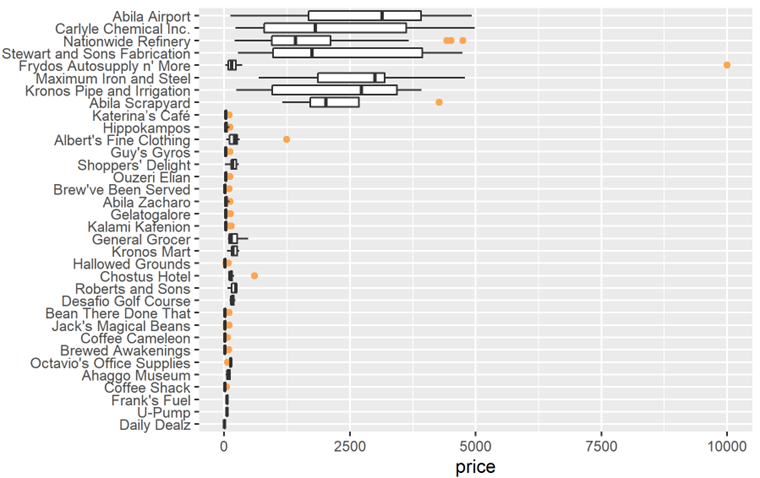 Abila Airport
Carlyle Chemical Inc.
Nationwide Refinery
Stewart and Sons Fabrication
Frydos Autosupply n' More
Maximum Iron and Steel
Kronos Pipe and Irrigation
Abila Scrapyard
Katerina's Café
Hippokampos
Albert's Fine Clothing
Guy's Gyros
Shoppers' Delight
Ouzeri Elian
Brew've Been Served
Abila Zacharo
Gelatogalore
Kalami Kafenion
General Grocer
Kronos Mart
Hallowed Grounds
Chostus Hotel
Roberts and Sons
Desafio Golf Course
Bean There Done That
Jack's Magical Beans
Coffee Cameleon
Brewed Awakenings
Octavio's Office Supplies
Ahaggo Museum
Coffee Shack
Frank's Fuel
U-Pump
Daily Dealz
0 2500 5000 7500 10000
price